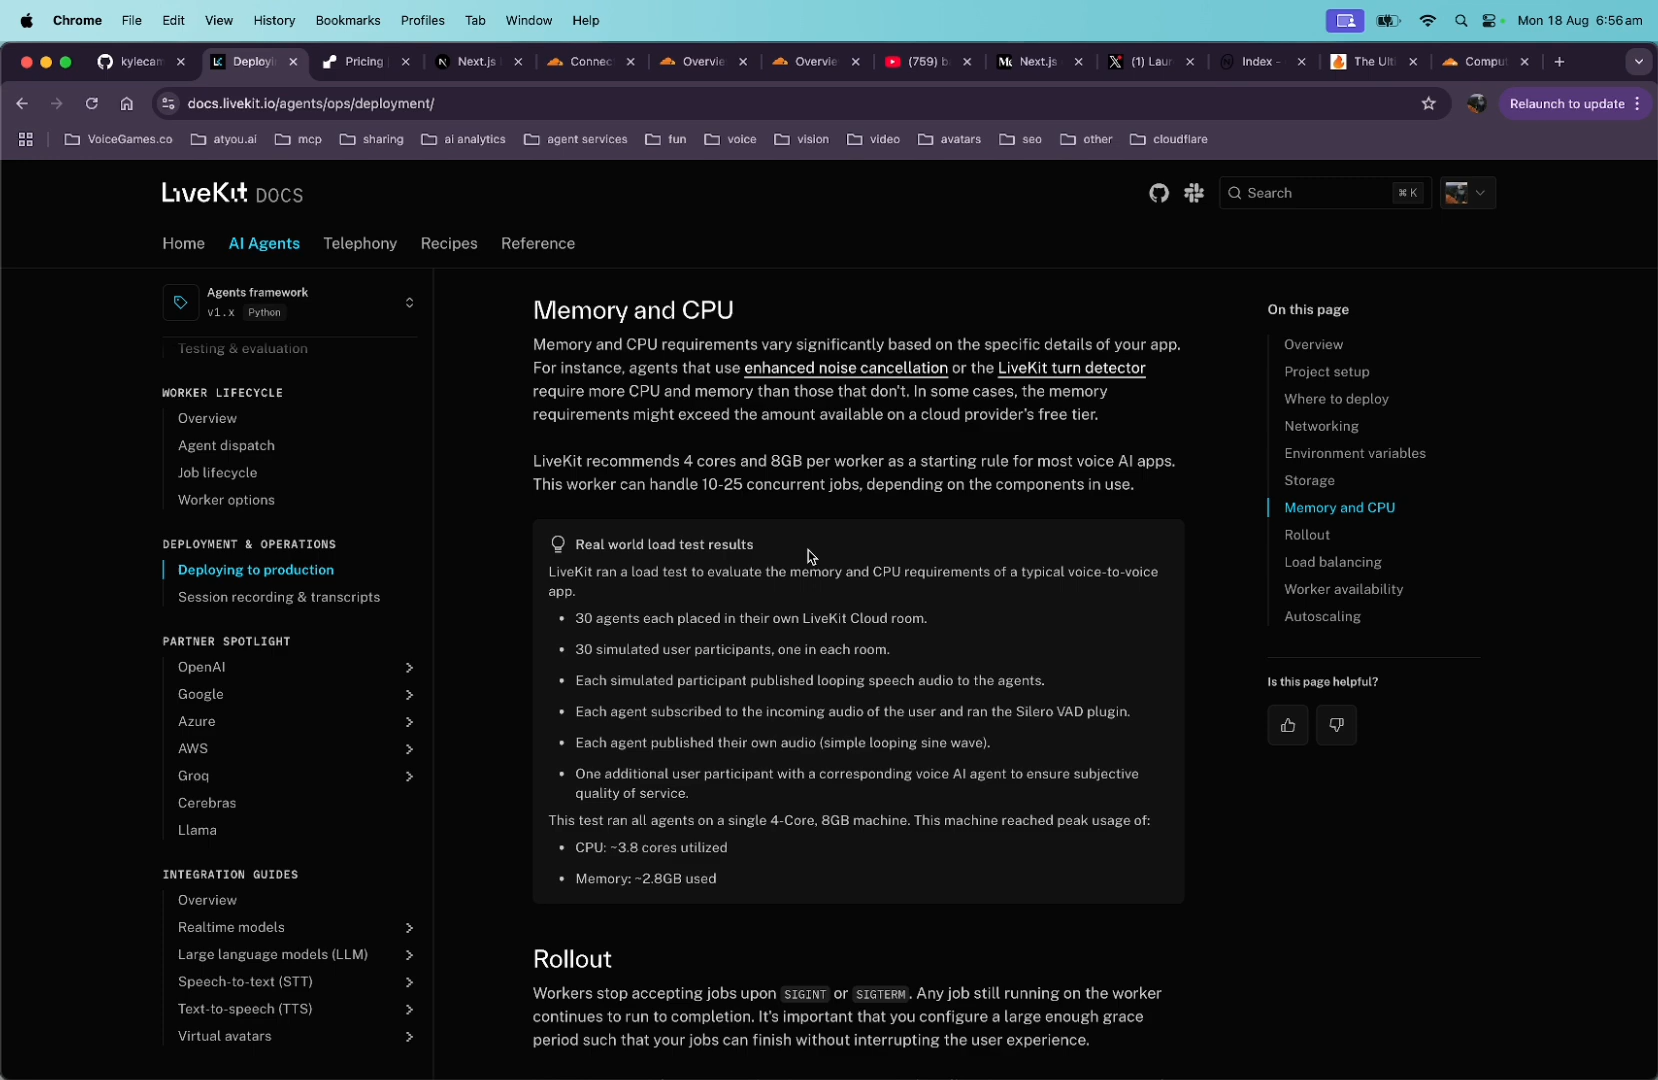 Chrome File Edit View History Bookmarks Profiles Tab Window Help Mon 18 Aug 6:56am
kylecam Deployi Pricing Next.js Connec Overvie Overvie (759) b Next.js (1) Lau Index - The Ulti Comput
docs.livekit.io/agents/ops/deployment/ Relaunch to update
VoiceGames.co atyou.ai mcp sharing ai analytics agent services fun voice vision video avatars seo other cloudflare
LiveKit DOCS
Search ⌘ K
Home AI Agents Telephony Recipes Reference
Agents framework
v1.x Python
Testing & evaluation
WORKER LIFECYCLE
Overview
Agent dispatch
Job lifecycle
Worker options
DEPLOYMENT & OPERATIONS
Deploying to production
Session recording & transcripts
PARTNER SPOTLIGHT
OpenAI
Google
Azure
AWS
Groq
Cerebras
Llama
INTEGRATION GUIDES
Overview
Realtime models
Large language models (LLM)
Speech-to-text (STT)
Text-to-speech (TTS)
Virtual avatars
Memory and CPU
Memory and CPU requirements vary significantly based on the specific details of your app.
For instance, agents that use enhanced noise cancellation or the LiveKit turn detector
require more CPU and memory than those that don't. In some cases, the memory
requirements might exceed the amount available on a cloud provider's free tier.
LiveKit recommends 4 cores and 8GB per worker as a starting rule for most voice AI apps.
This worker can handle 10-25 concurrent jobs, depending on the components in use.
Real world load test results
LiveKit ran a load test to evaluate the memory and CPU requirements of a typical voice-to-voice
app.
• 30 agents each placed in their own LiveKit Cloud room.
• 30 simulated user participants, one in each room.
• Each simulated participant published looping speech audio to the agents.
• Each agent subscribed to the incoming audio of the user and ran the Silero VAD plugin.
• Each agent published their own audio (simple looping sine wave).
• One additional user participant with a corresponding voice AI agent to ensure subjective
quality of service.
This test ran all agents on a single 4-Core, 8GB machine. This machine reached peak usage of:
• CPU: ~3.8 cores utilized
• Memory: ~2.8GB used
Rollout
Workers stop accepting jobs upon SIGINT or SIGTERM. Any job still running on the worker
continues to run to completion. It's important that you configure a large enough grace
period such that your jobs can finish without interrupting the user experience.
On this page
Overview
Project setup
Where to deploy
Networking
Environment variables
Storage
Memory and CPU
Rollout
Load balancing
Worker availability
Autoscaling
Is this page helpful?